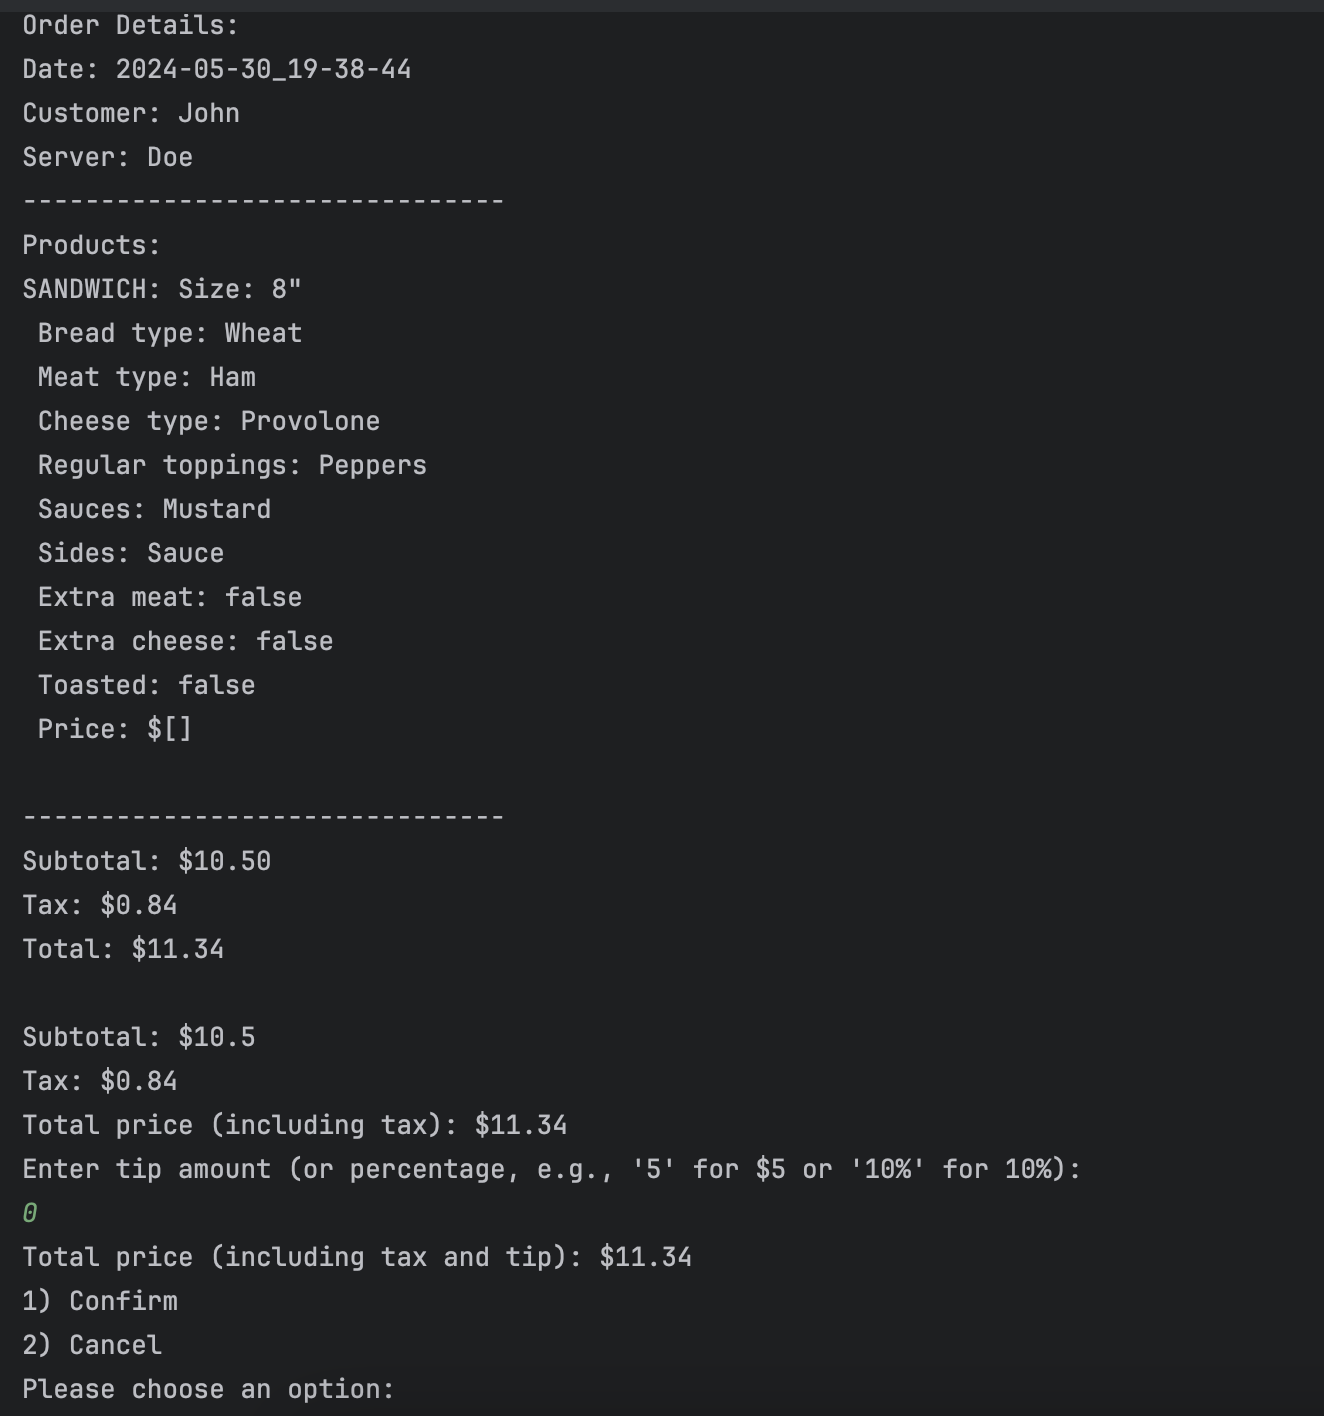 Order Details:
Date: 2024-05-30_19-38-44
Customer: John
Server: Doe
-------------------------------
Products:
SANDWICH: Size: 8"
 Bread type: Wheat
 Meat type: Ham
 Cheese type: Provolone
 Regular toppings: Peppers
 Sauces: Mustard
 Sides: Sauce
 Extra meat: false
 Extra cheese: false
 Toasted: false
 Price: $[]

-------------------------------
Subtotal: $10.50
Tax: $0.84
Total: $11.34

Subtotal: $10.5
Tax: $0.84
Total price (including tax): $11.34
Enter tip amount (or percentage, e.g., '5' for $5 or '10%' for 10%):
0
Total price (including tax and tip): $11.34
1) Confirm
2) Cancel
Please choose an option: